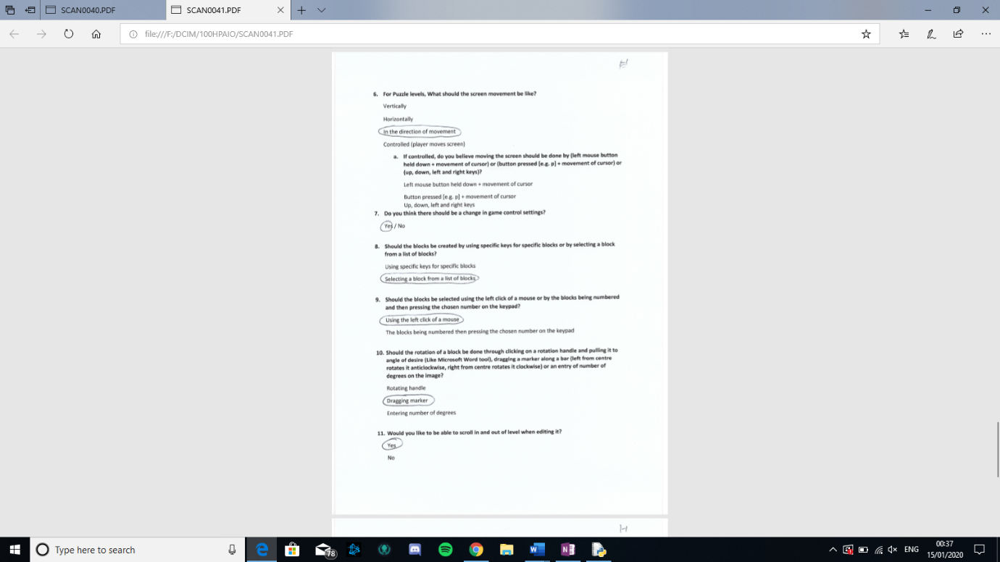 SCAN0040.PDF
SCAN0041.PDF
file:///F:/DCIM/100HPAIO/SCAN0041.PDF
6. For Puzzle levels, What should the screen movement be like?
Vertically
Horizontally
In the direction of movement
Controlled (player moves screen)
a. If controlled, do you believe moving the screen should be done by (left mouse button
held down + movement of cursor) or (button pressed [e.g. p] + movement of cursor) or
(up, down, left and right keys)?
Left mouse button held down + movement of cursor
Button pressed [e.g. p] + movement of cursor
Up, down, left and right keys
7. Do you think there should be a change in game control settings?
Yes / No
8. Should the blocks be created by using specific keys for specific blocks or by selecting a block
from a list of blocks?
Using specific keys for specific blocks
Selecting a block from a list of blocks
9. Should the blocks be selected using the left click of a mouse or by the blocks being numbered
and then pressing the chosen number on the keypad?
Using the left click of a mouse
The blocks being numbered then pressing the chosen number on the keypad
10. Should the rotation of a block be done through clicking on a rotation handle and pulling it to
angle of desire (Like Microsoft Word tool), dragging a marker along a bar (left from centre
rotates it anticlockwise, right from centre rotates it clockwise) or an entry of number of
degrees on the image?
Rotating handle
Dragging marker
Entering number of degrees
11. Would you like to be able to scroll in and out of level when editing it?
Yes
No
Type here to search
78
ENG
00:37
15/01/2020